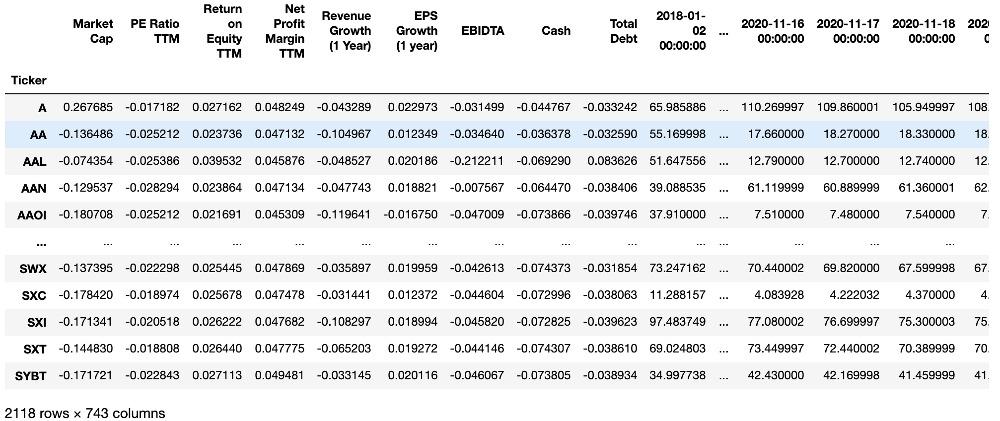 Market Cap PE Ratio TTM Return on Equity TTM Net Profit Margin TTM Revenue Growth (1 Year) EPS Growth (1 year) EBIDTA Cash Total Debt 2018-01-02 00:00:00 ... 2020-11-16 00:00:00 2020-11-17 00:00:00 2020-11-18 00:00:00
Ticker
A 0.267685 -0.017182 0.027162 0.048249 -0.043289 0.022973 -0.031499 -0.044767 -0.033242 65.985886 ... 110.269997 109.860001 105.949997 108.
AA -0.136486 -0.025212 0.023736 0.047132 -0.104967 0.012349 -0.034640 -0.036378 -0.032590 55.169998 ... 17.660000 18.270000 18.330000 18.
AAL -0.074354 -0.025386 0.039532 0.045876 -0.048527 0.020186 -0.212211 -0.069290 0.083626 51.647556 ... 12.790000 12.700000 12.740000 12.
AAN -0.129537 -0.028294 0.023864 0.047134 -0.047743 0.018821 -0.007567 -0.064470 -0.038406 39.088535 ... 61.119999 60.889999 61.360001 62.
AAOI -0.180708 -0.025212 0.021691 0.045309 -0.119641 -0.016750 -0.047009 -0.073866 -0.039746 37.910000 ... 7.510000 7.480000 7.540000 7.
... ... ... ... ... ... ... ... ... ... ... ... ... ... ...
SWX -0.137395 -0.022298 0.025445 0.047869 -0.035897 0.019959 -0.042613 -0.074373 -0.031854 73.247162 ... 70.440002 69.820000 67.599998 67.
SXC -0.178420 -0.018974 0.025678 0.047478 -0.031441 0.012372 -0.044604 -0.072996 -0.038063 11.288157 ... 4.083928 4.222032 4.370000 4.
SXI -0.171341 -0.020518 0.026222 0.047682 -0.108297 0.018994 -0.045820 -0.072825 -0.039623 97.483749 ... 77.080002 76.699997 75.300003 75.
SXT -0.144830 -0.018808 0.026440 0.047775 -0.065203 0.019272 -0.044146 -0.074307 -0.038610 69.024803 ... 73.449997 72.440002 70.389999 70.
SYBT -0.171721 -0.022843 0.027113 0.049481 -0.033145 0.020116 -0.046067 -0.073805 -0.038934 34.997738 ... 42.430000 42.169998 41.459999 41.
2118 rows × 743 columns